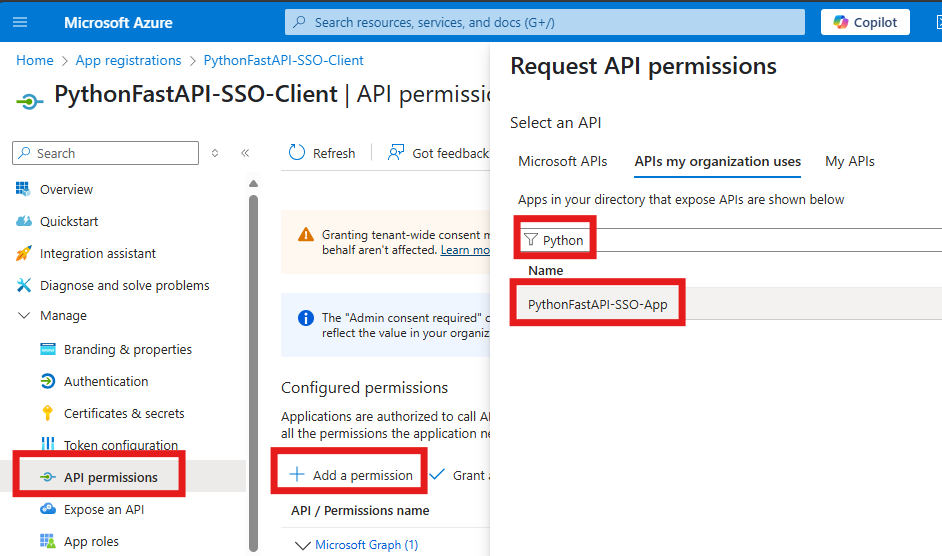 Microsoft Azure
Search resources, services, and docs (G+/)
Copilot
Home > App registrations > PythonFastAPI-SSO-Client
PythonFastAPI-SSO-Client | API permissio
Search
Overview
Quickstart
Integration assistant
Diagnose and solve problems
Manage
Branding & properties
Authentication
Certificates & secrets
Token configuration
API permissions
Expose an API
App roles
Refresh
Got feedback
Granting tenant-wide consent m
behalf aren't affected. Learn mo
The "Admin consent required" c
reflect the value in your organiz
Configured permissions
Applications are authorized to call AP
all the permissions the application ne
Add a permission
Grant a
API / Permissions name
Microsoft Graph (1)
Request API permissions
Select an API
Microsoft APIs
APIs my organization uses
My APIs
Apps in your directory that expose APIs are shown below
Python
Name
PythonFastAPI-SSO-App